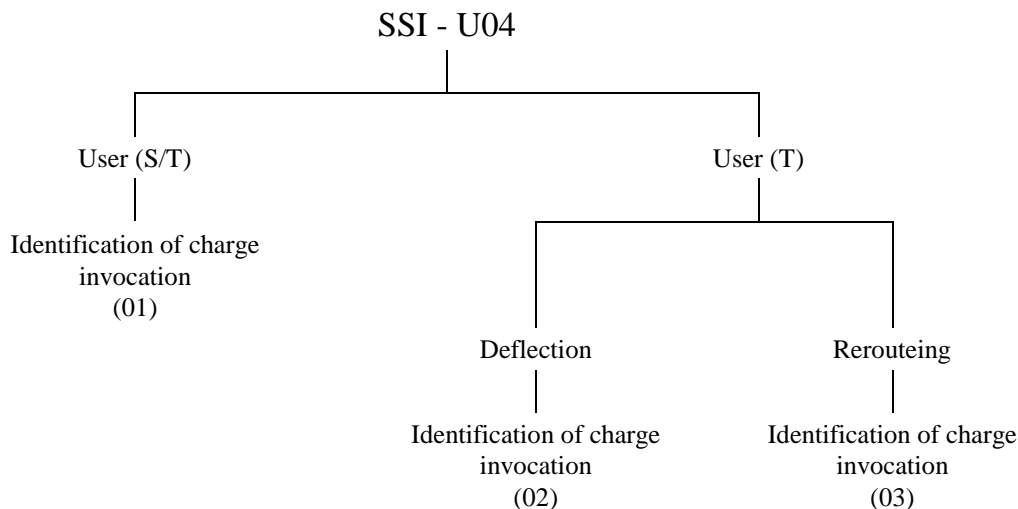 SSI - U04
User (S/T)
User (T)
Identification of charge
invocation
(01)
Deflection
Rerouteing
Identification of charge
invocation
(02)
Identification of charge
invocation
(03)